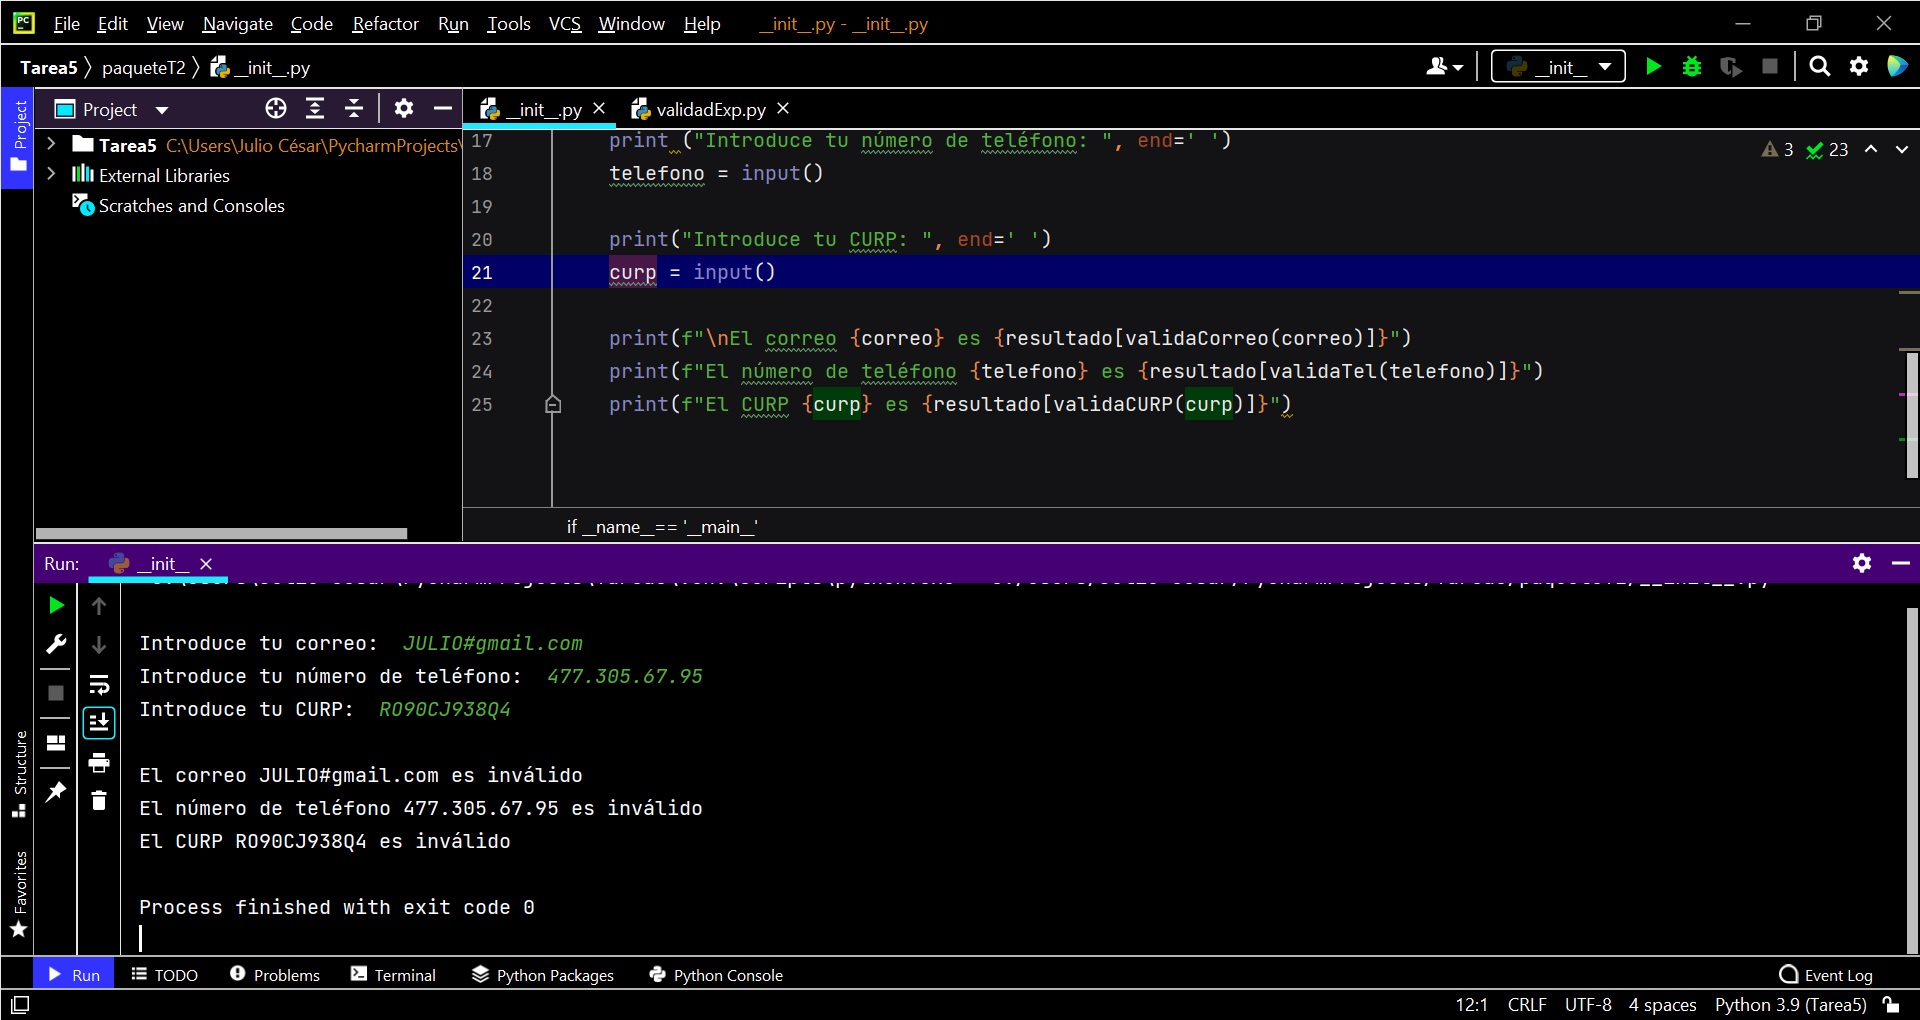 PC File Edit View Navigate Code Refactor Run Tools VCS Window Help __init__.py - __init__.py
Tarea5 〉 paqueteT2 〉 __init__.py
__init__
Project
Project
__init__.py
validadExp.py
Tarea5 C:\Users\Julio César\PycharmProjects\
External Libraries
Scratches and Consoles
3 23
17 print ("Introduce tu número de teléfono: ", end=' ')
18 telefono = input()
19
20 print("Introduce tu CURP: ", end=' ')
21 curp = input()
22
23 print(f"\nEl correo {correo} es {resultado[validaCorreo(correo)]}")
24 print(f"El número de teléfono {telefono} es {resultado[validaTel(telefono)]}")
25 print(f"El CURP {curp} es {resultado[validaCURP(curp)]}")
if __name__== '__main__'
Run: __init__
Introduce tu correo: JULIO#gmail.com
Introduce tu número de teléfono: 477.305.67.95
Introduce tu CURP: RO90CJ938Q4
El correo JULIO#gmail.com es inválido
El número de teléfono 477.305.67.95 es inválido
El CURP RO90CJ938Q4 es inválido
Process finished with exit code 0
Structure
Favorites
Run TODO Problems Terminal Python Packages Python Console Event Log
12:1 CRLF UTF-8 4 spaces Python 3.9 (Tarea5)